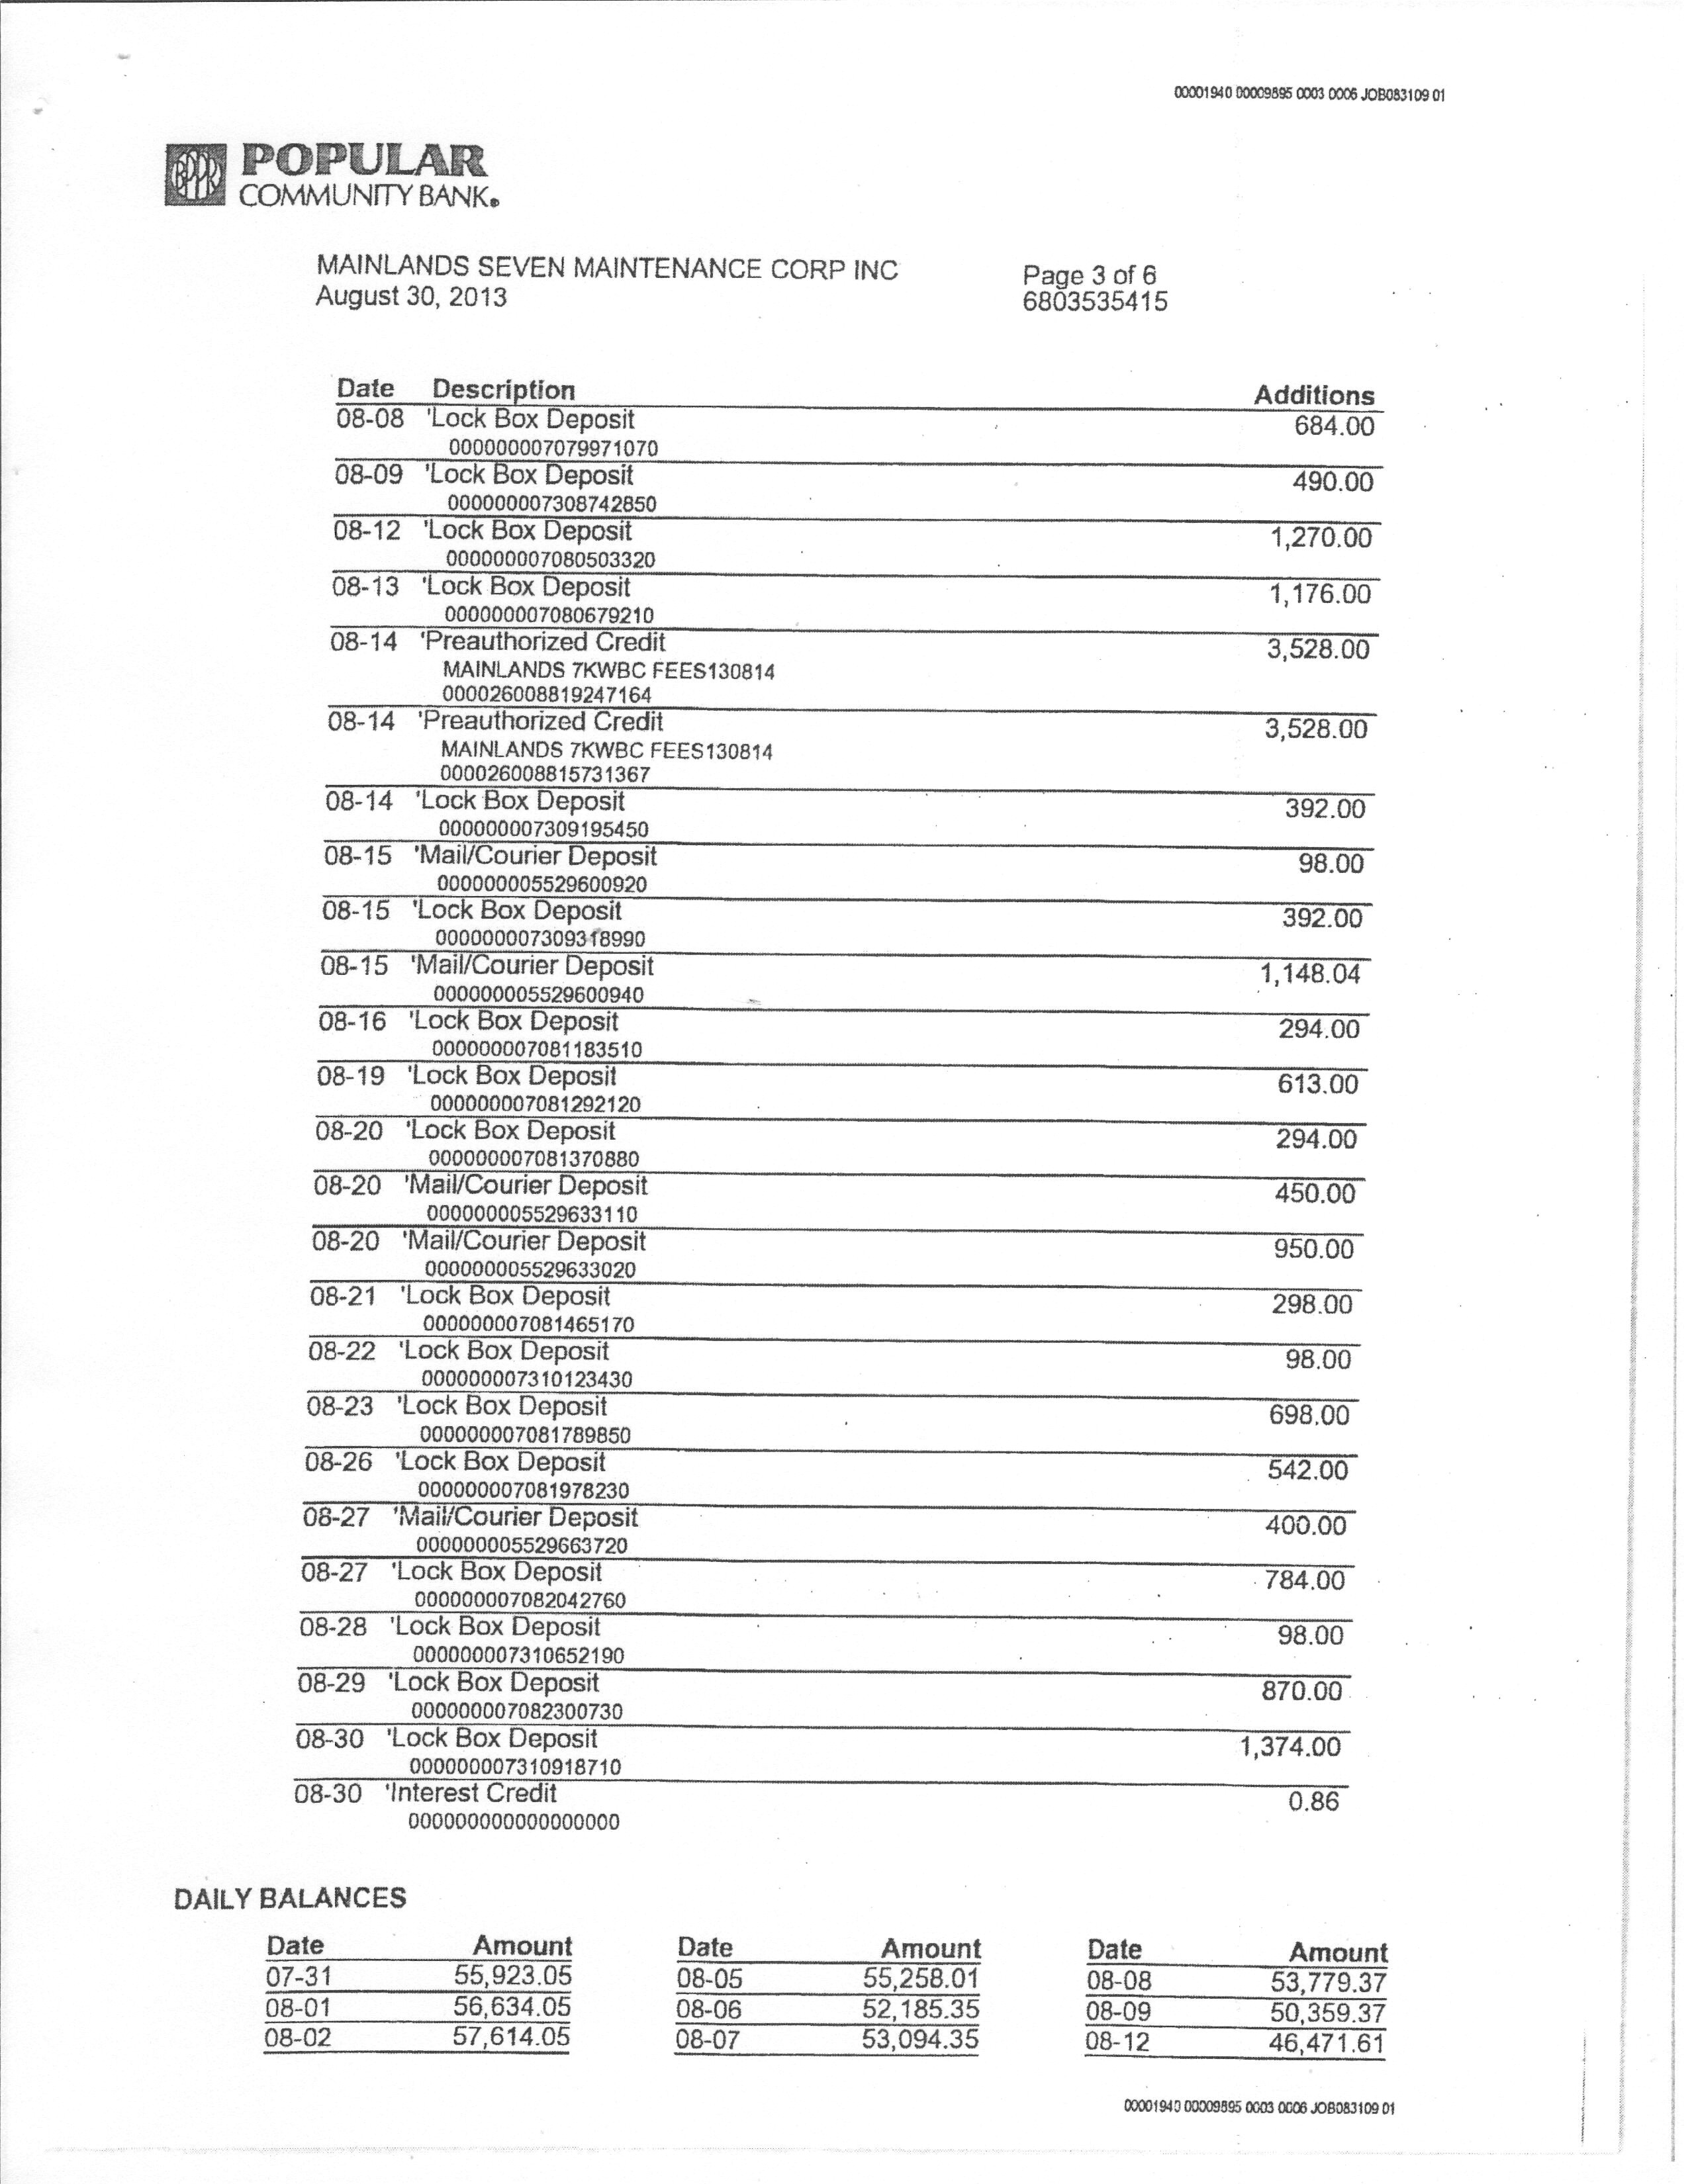 00001940 00009895 0003 0006 JOB083109 01
POPULAR
COMMUNITY BANK.
MAINLANDS SEVEN MAINTENANCE CORP INC
August 30, 2013
Page 3 of 6
6803535415
Date Description Additions
08-08 'Lock Box Deposit 684.00
000000007079971070
08-09 'Lock Box Deposit 490.00
000000007308742850
08-12 'Lock Box Deposit 1,270.00
000000007080503320
08-13 'Lock Box Deposit 1,176.00
000000007080679210
08-14 'Preauthorized Credit 3,528.00
MAINLANDS 7KWBC FEES130814
000026008819247164
08-14 'Preauthorized Credit 3,528.00
MAINLANDS 7KWBC FEES130814
000026008815731367
08-14 'Lock Box Deposit 392.00
000000007309195450
08-15 'Mail/Courier Deposit 98.00
000000005529600920
08-15 'Lock Box Deposit 392.00
000000007309318990
08-15 'Mail/Courier Deposit 1,148.04
000000005529600940
08-16 'Lock Box Deposit 294.00
000000007081183510
08-19 'Lock Box Deposit 613.00
000000007081292120
08-20 'Lock Box Deposit 294.00
000000007081370880
08-20 'Mail/Courier Deposit 450.00
000000005529633110
08-20 'Mail/Courier Deposit 950.00
000000005529633020
08-21 'Lock Box Deposit 298.00
000000007081465170
08-22 'Lock Box Deposit 98.00
000000007310123430
08-23 'Lock Box Deposit 698.00
000000007081789850
08-26 'Lock Box Deposit 542.00
000000007081978230
08-27 'Mail/Courier Deposit 400.00
000000005529663720
08-27 'Lock Box Deposit 784.00
000000007082042760
08-28 'Lock Box Deposit 98.00
000000007310652190
08-29 'Lock Box Deposit 870.00
000000007082300730
08-30 'Lock Box Deposit 1,374.00
000000007310918710
08-30 'Interest Credit 0.86
000000000000000000
DAILY BALANCES
Date Amount Date Amount Date Amount
07-31 55,923.05 08-05 55,258.01 08-08 53,779.37
08-01 56,634.05 08-06 52,185.35 08-09 50,359.37
08-02 57,614.05 08-07 53,094.35 08-12 46,471.61
00001940 00009895 0003 0006 JOB083109 01